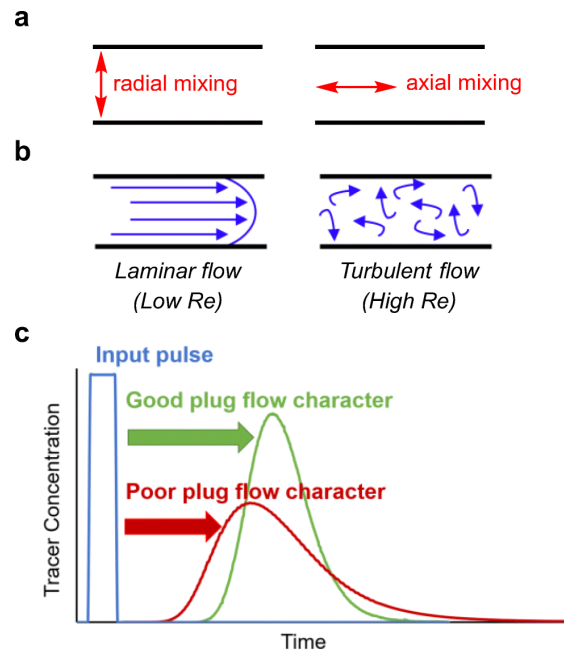 a
radial mixing
axial mixing
b
Laminar flow
(Low Re)
Turbulent flow
(High Re)
c
Input pulse
Good plug flow character
Poor plug flow character
Tracer Concentration
Time